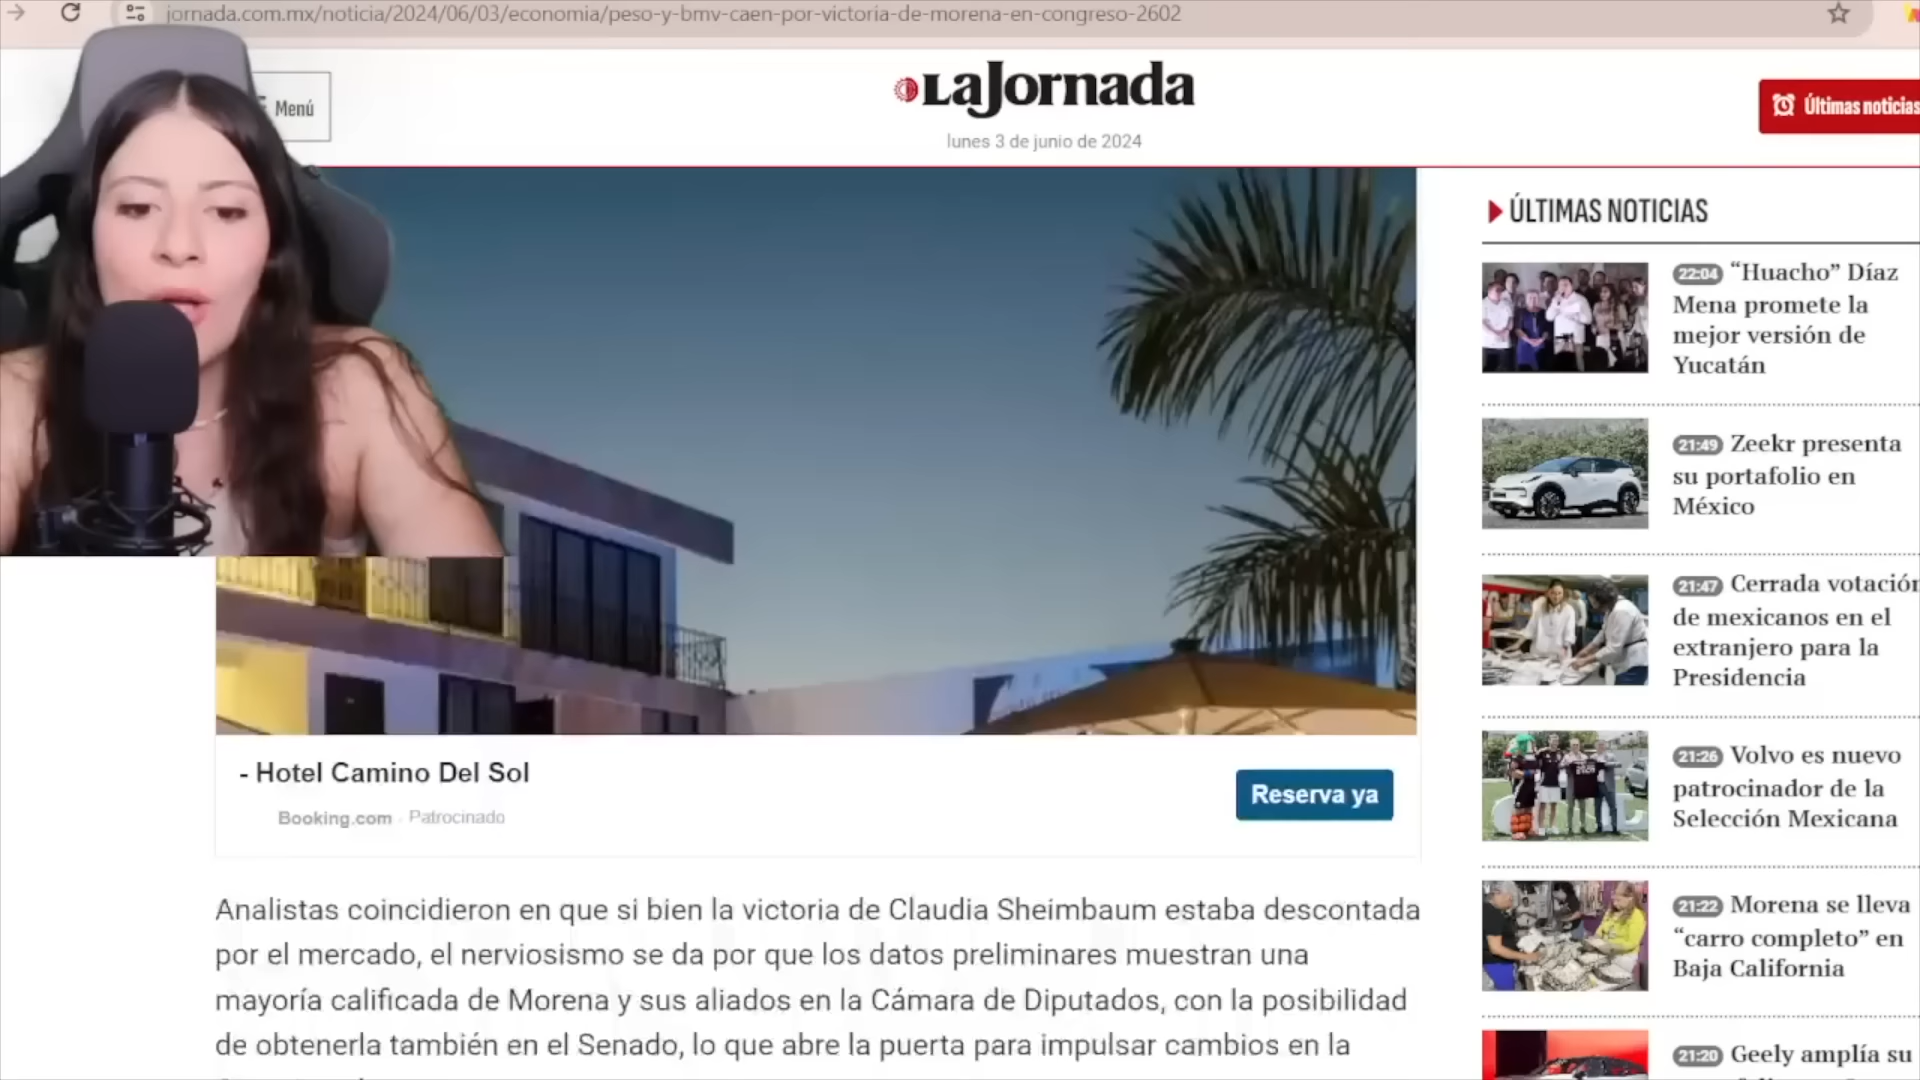 jornada.com.mx/noticia/2024/06/03/economia/peso-y-bmv-caen-por-victoria-de-morena-en-congreso-2602
Menú
LaJornada
lunes 3 de junio de 2024
Últimas noticias
ÚLTIMAS NOTICIAS
22:04 “Huacho” Díaz
Mena promete la
mejor versión de
Yucatán
21:49 Zeekr presenta
su portafolio en
México
21:47 Cerrada votación
de mexicanos en el
extranjero para la
Presidencia
21:26 Volvo es nuevo
patrocinador de la
Selección Mexicana
21:22 Morena se lleva
“carro completo” en
Baja California
21:20 Geely amplía su
- Hotel Camino Del Sol
Booking.com - Patrocinado
Reserva ya
Analistas coincidieron en que si bien la victoria de Claudia Sheimbaum estaba descontada
por el mercado, el nerviosismo se da por que los datos preliminares muestran una
mayoría calificada de Morena y sus aliados en la Cámara de Diputados, con la posibilidad
de obtenerla también en el Senado, lo que abre la puerta para impulsar cambios en la